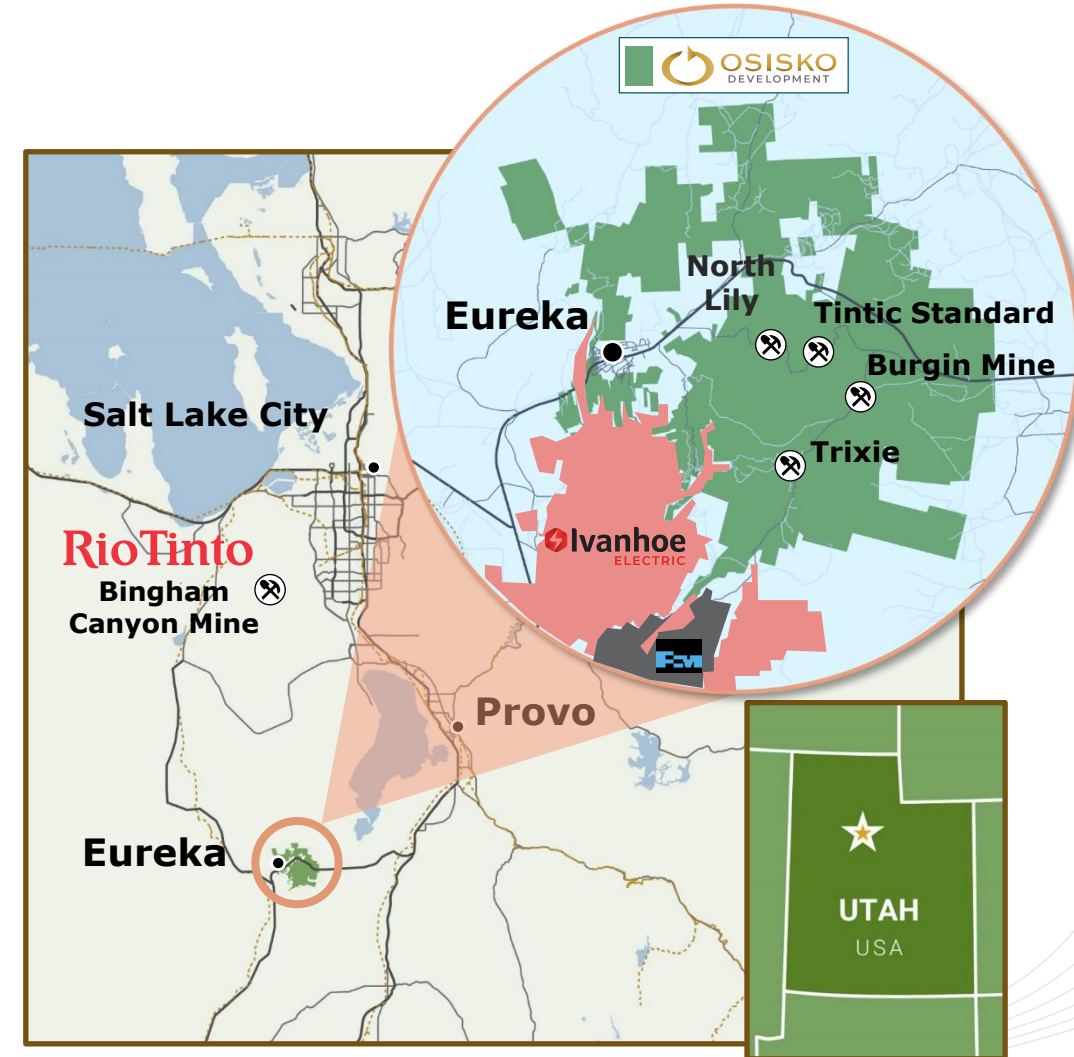 OSISKO
DEVELOPMENT
North
Lily
Eureka
Tintic Standard
Burgin Mine
Trixie
Ivanhoe
ELECTRIC
Salt Lake City
RioTinto
Bingham
Canyon Mine
Provo
Eureka
UTAH
USA